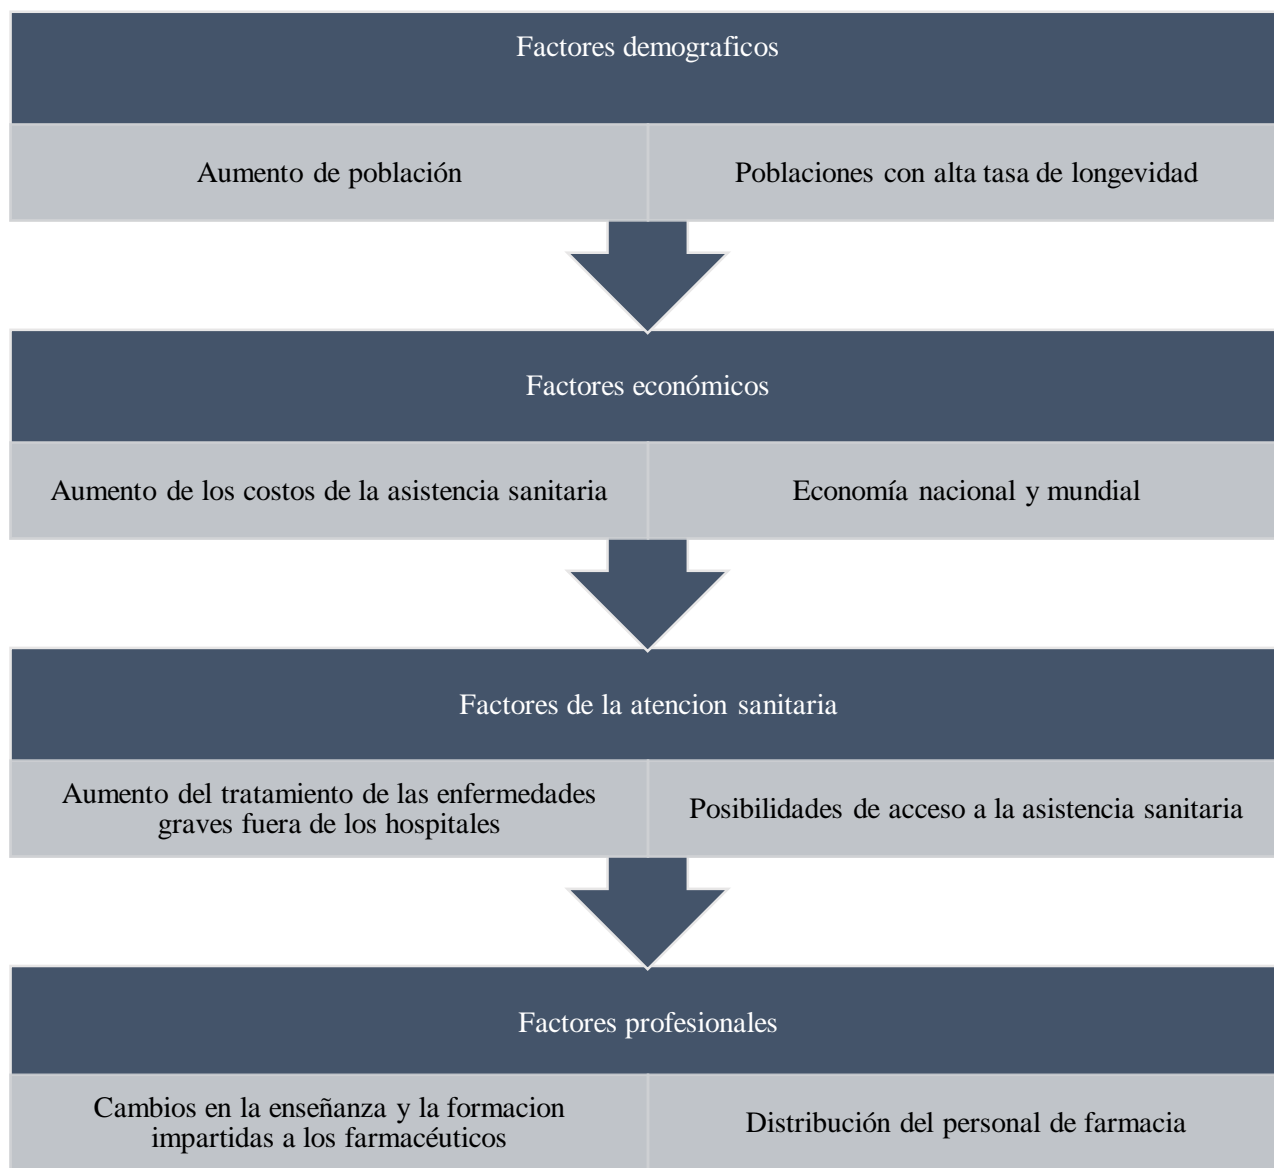 Factores demograficos
Aumento de población
Poblaciones con alta tasa de longevidad
Factores económicos
Aumento de los costos de la asistencia sanitaria
Economía nacional y mundial
Factores de la atencion sanitaria
Aumento del tratamiento de las enfermedades
graves fuera de los hospitales
Posibilidades de acceso a la asistencia sanitaria
Factores profesionales
Cambios en la enseñanza y la formacion
impartidas a los farmacéuticos
Distribución del personal de farmacia